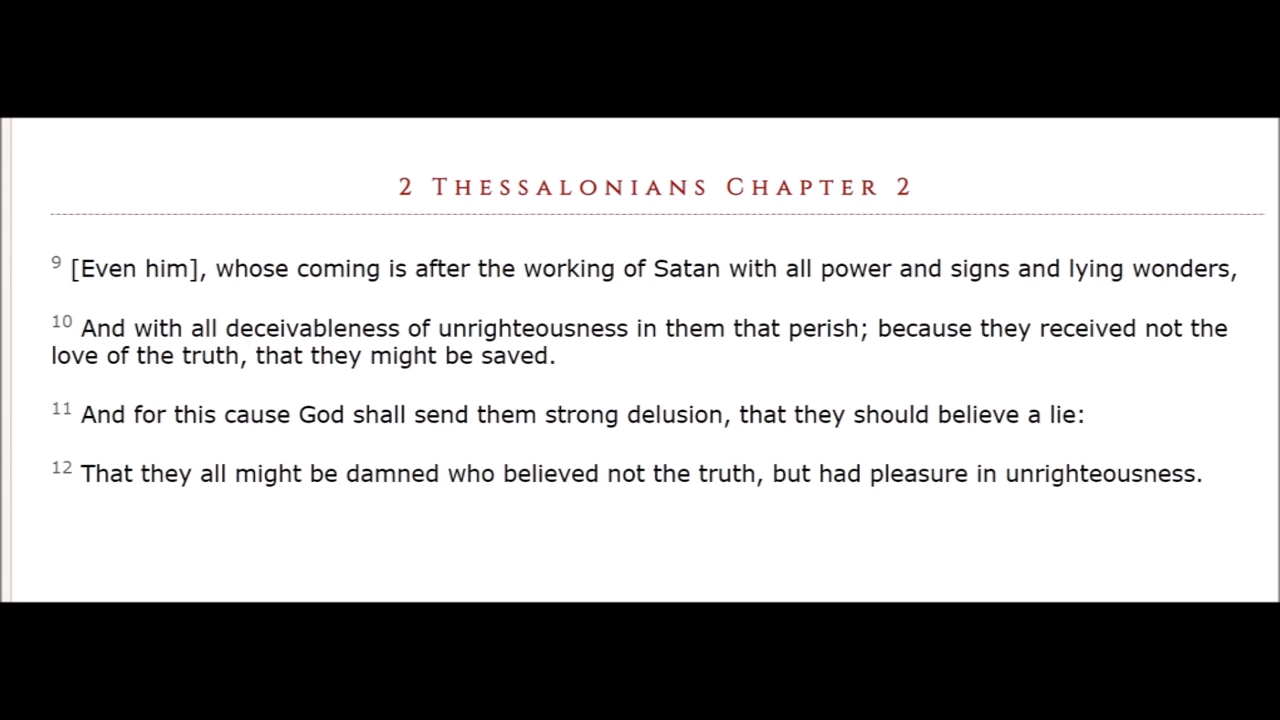 2 Thessalonians Chapter 2
9 [Even him], whose coming is after the working of Satan with all power and signs and lying wonders,
10 And with all deceivableness of unrighteousness in them that perish; because they received not the
love of the truth, that they might be saved.
11 And for this cause God shall send them strong delusion, that they should believe a lie:
12 That they all might be damned who believed not the truth, but had pleasure in unrighteousness.